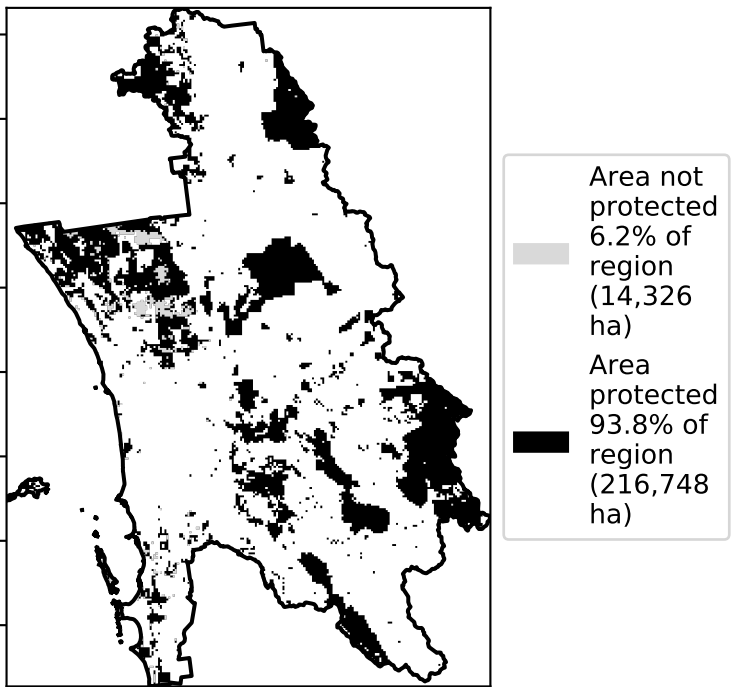 Area not
protected
6.2% of
region
(14,326
ha)
Area
protected
93.8% of
region
(216,748
ha)